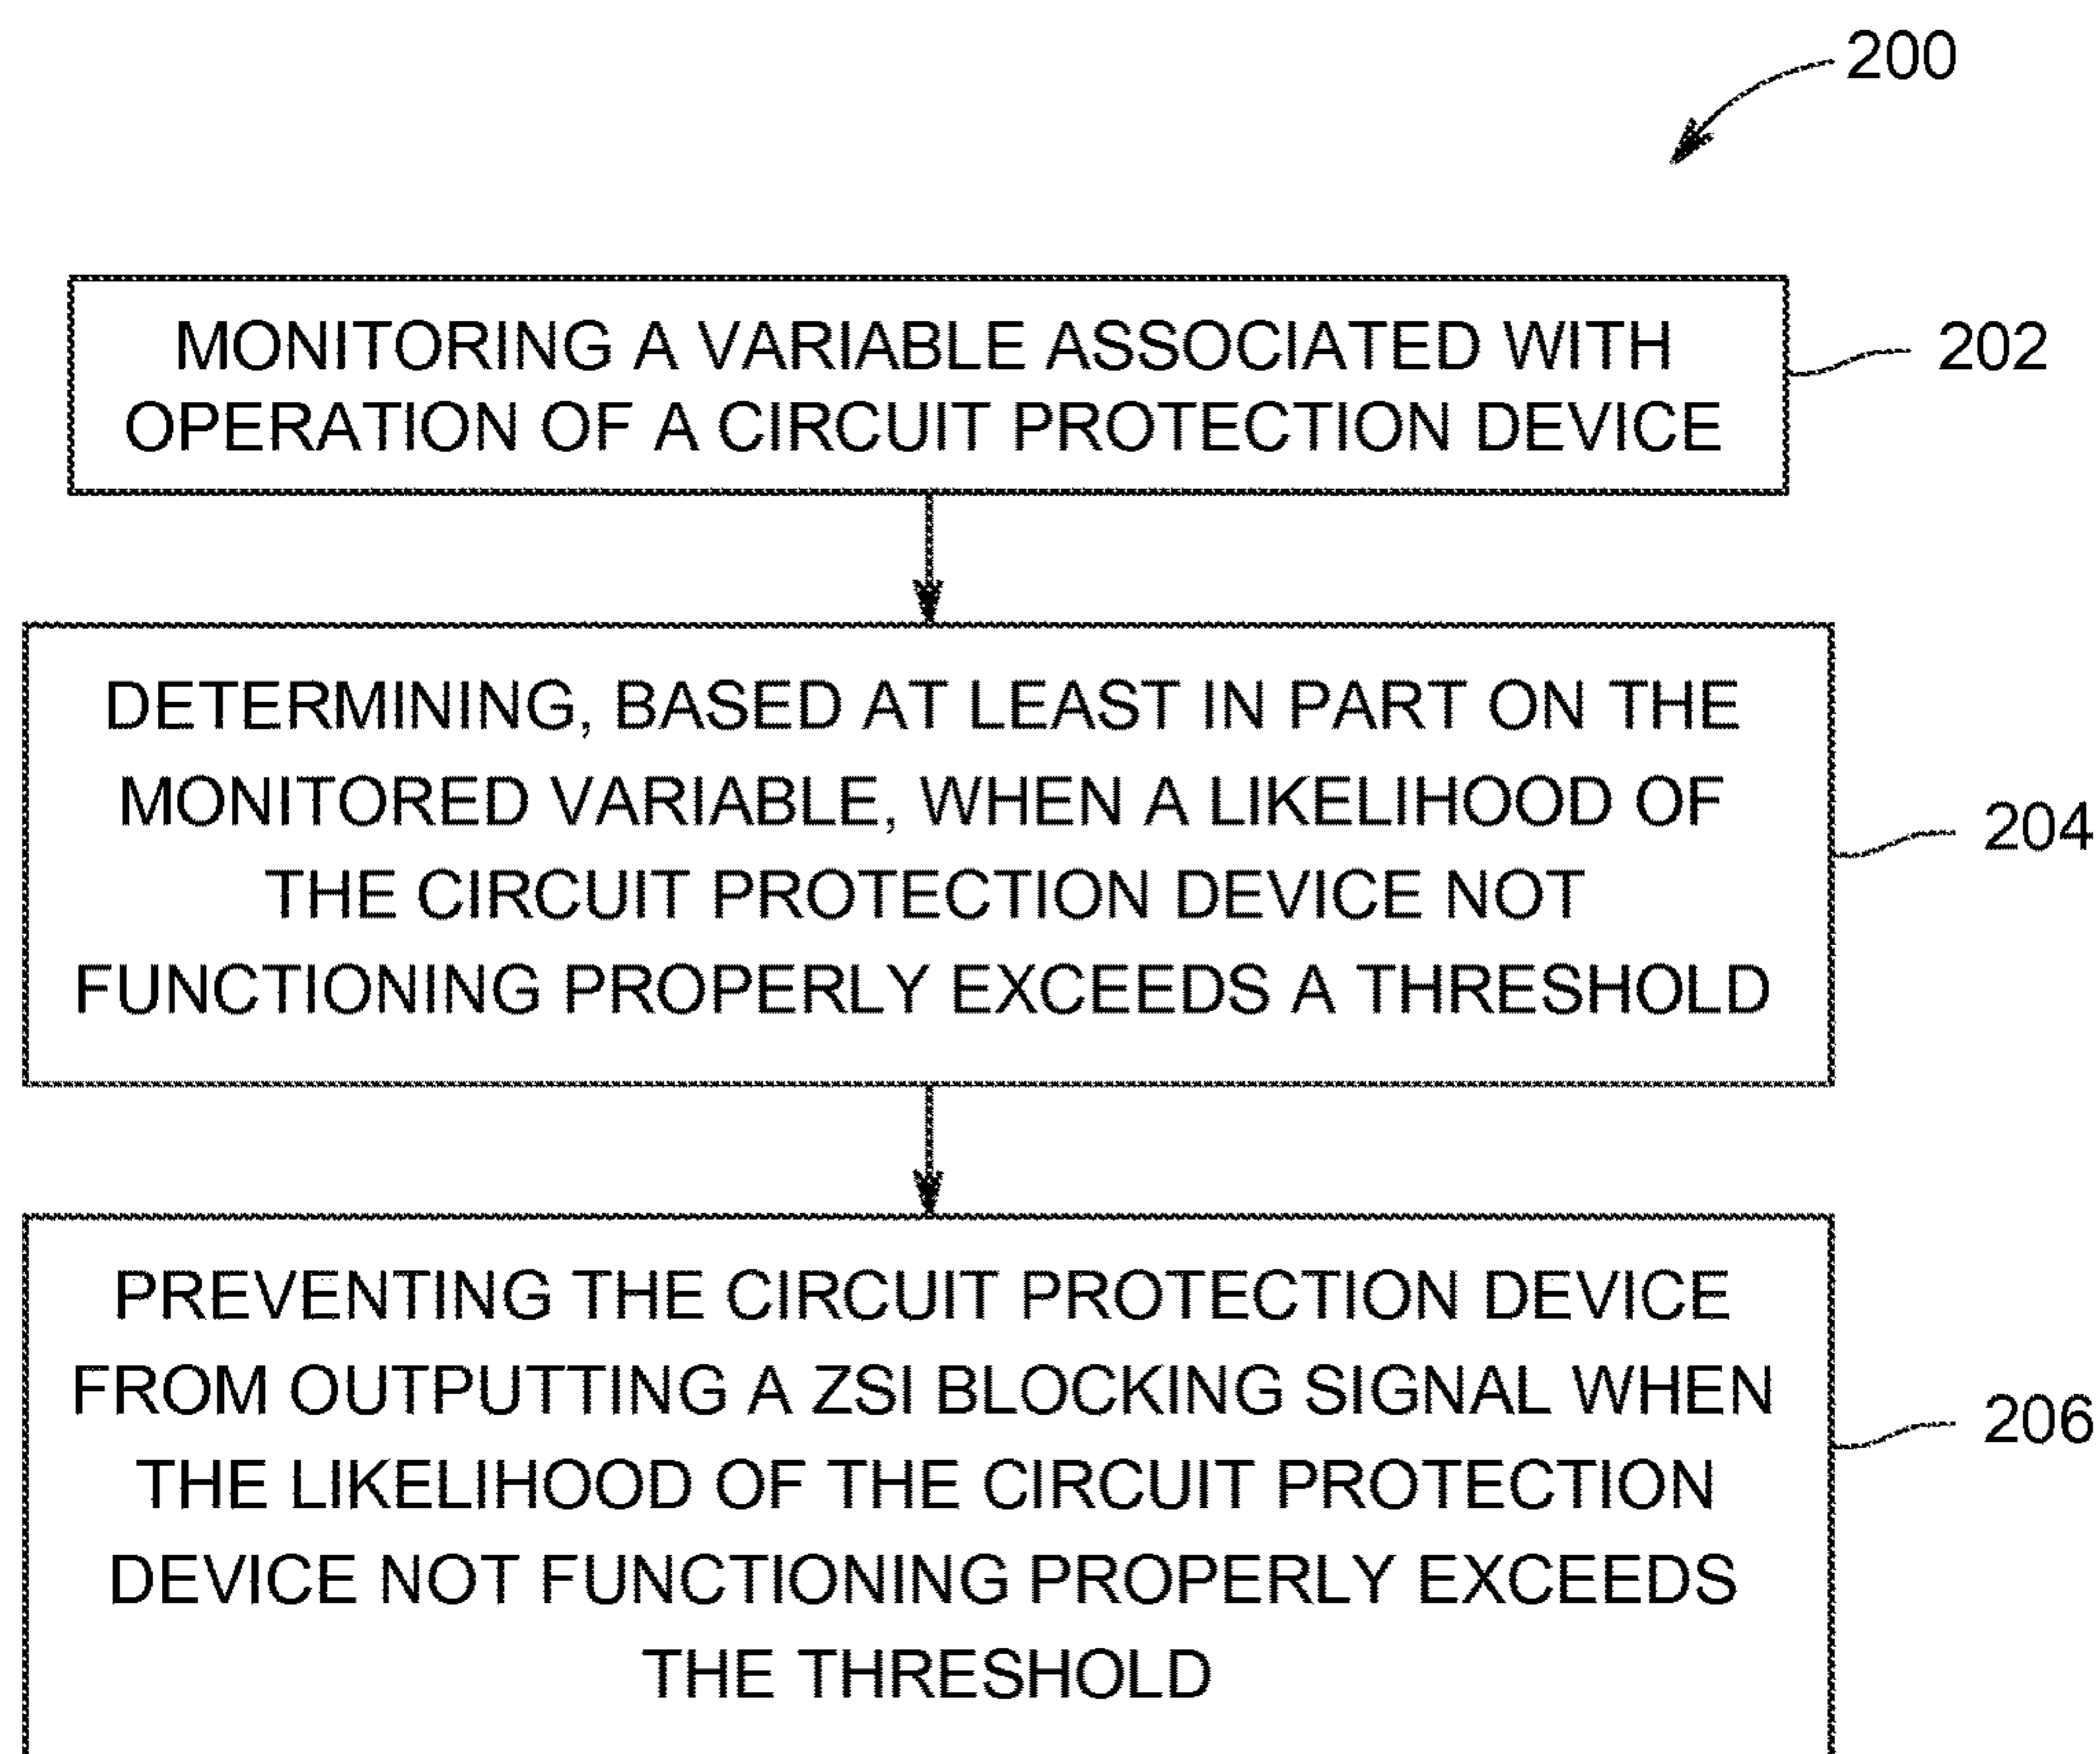 200
MONITORING A VARIABLE ASSOCIATED WITH
OPERATION OF A CIRCUIT PROTECTION DEVICE
202
DETERMINING, BASED AT LEAST IN PART ON THE
MONITORED VARIABLE, WHEN A LIKELIHOOD OF
THE CIRCUIT PROTECTION DEVICE NOT
FUNCTIONING PROPERLY EXCEEDS A THRESHOLD
204
PREVENTING THE CIRCUIT PROTECTION DEVICE
FROM OUTPUTTING A ZSI BLOCKING SIGNAL WHEN
THE LIKELIHOOD OF THE CIRCUIT PROTECTION
DEVICE NOT FUNCTIONING PROPERLY EXCEEDS
THE THRESHOLD
206